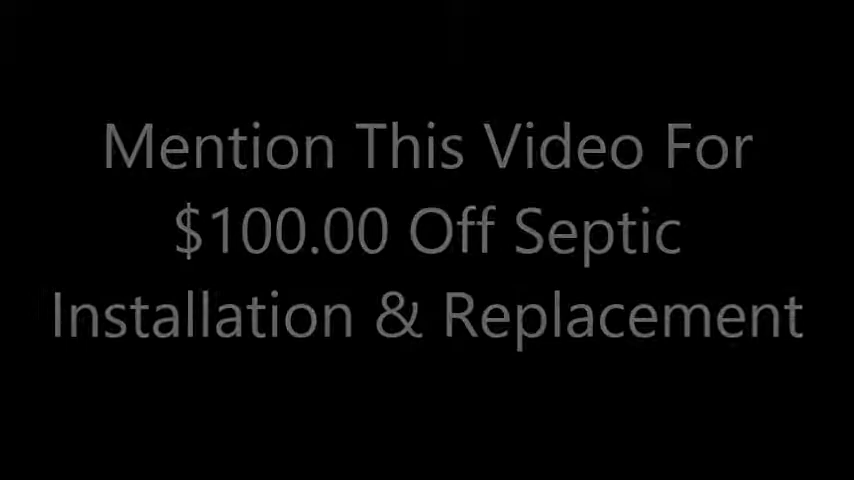 Mention This Video For
$100.00 Off Septic
Installation & Replacement